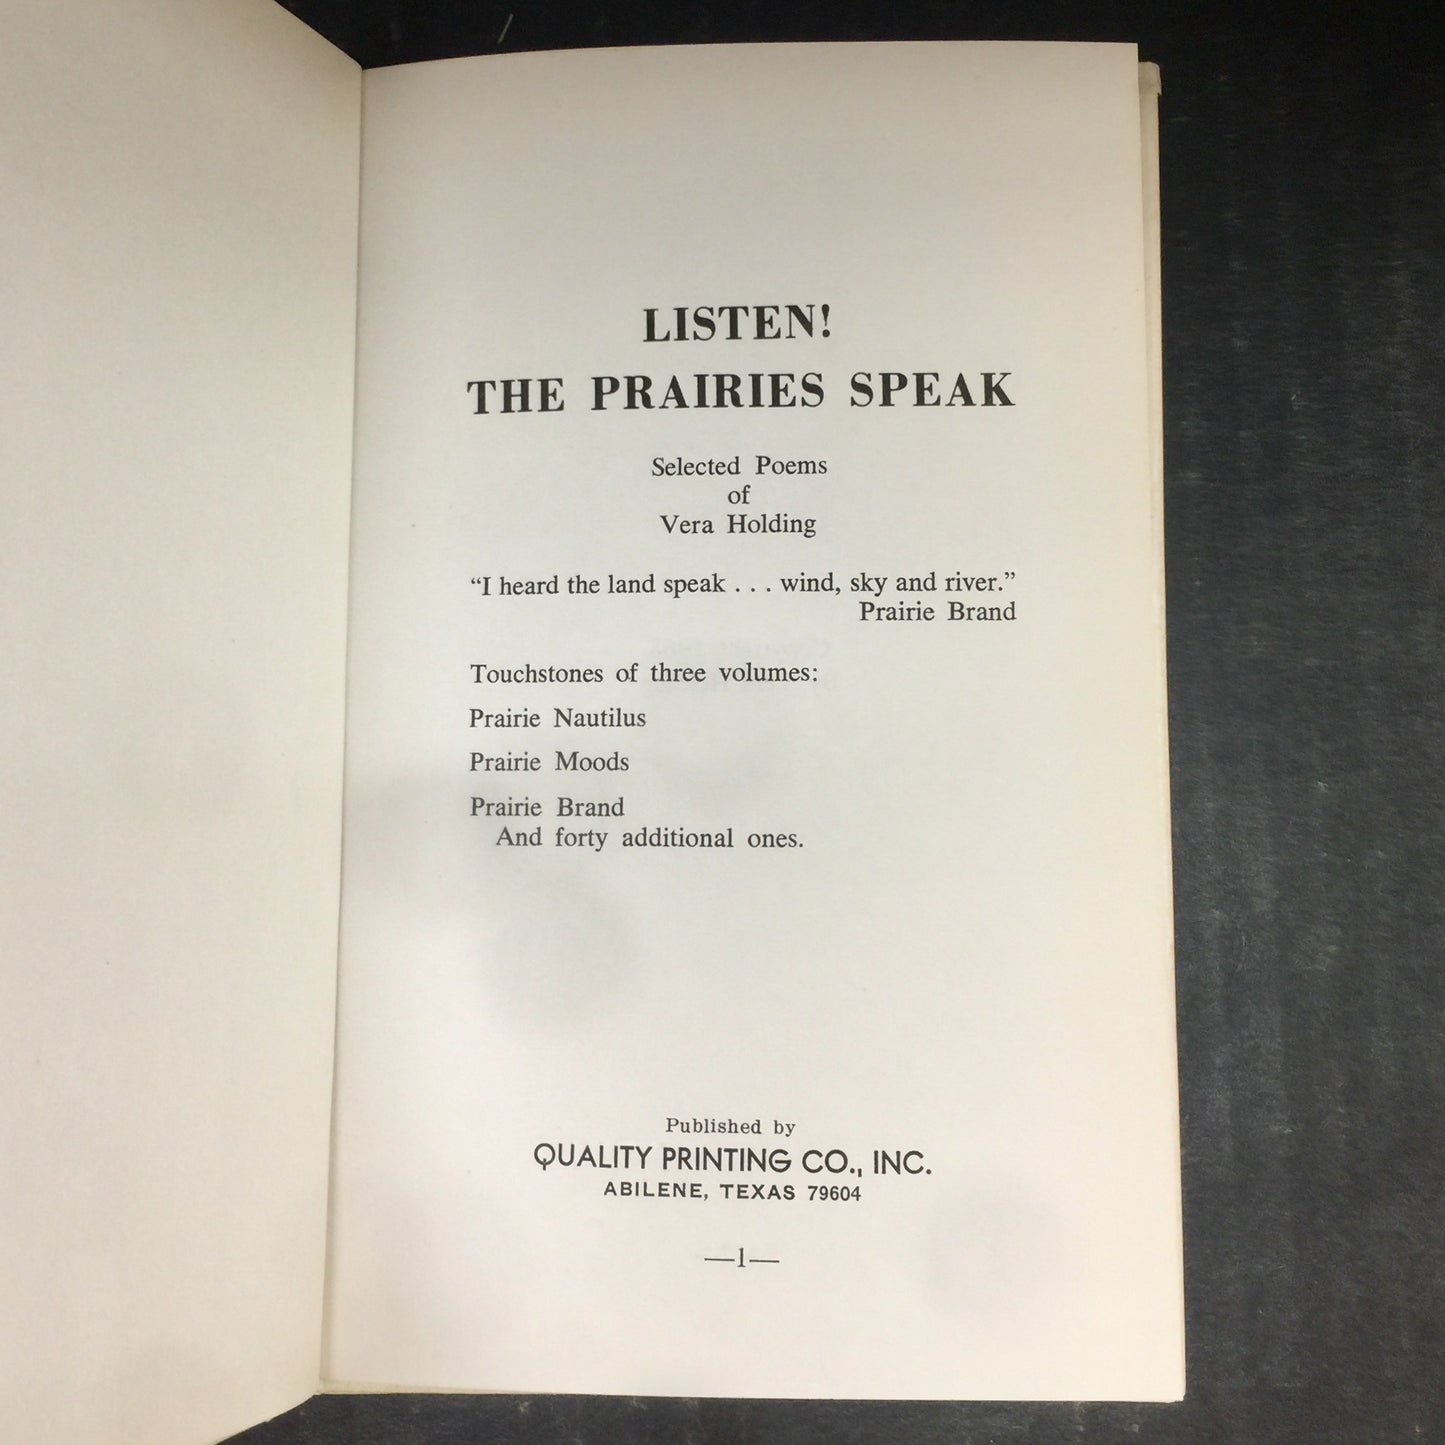 LISTEN!
THE PRAIRIES SPEAK
Selected Poems
of
Vera Holding
“I heard the land speak . . . wind, sky and river.”
Prairie Brand
Touchstones of three volumes:
Prairie Nautilus
Prairie Moods
Prairie Brand
And forty additional ones.
Published by
QUALITY PRINTING CO., INC.
ABILENE, TEXAS 79604
—1—